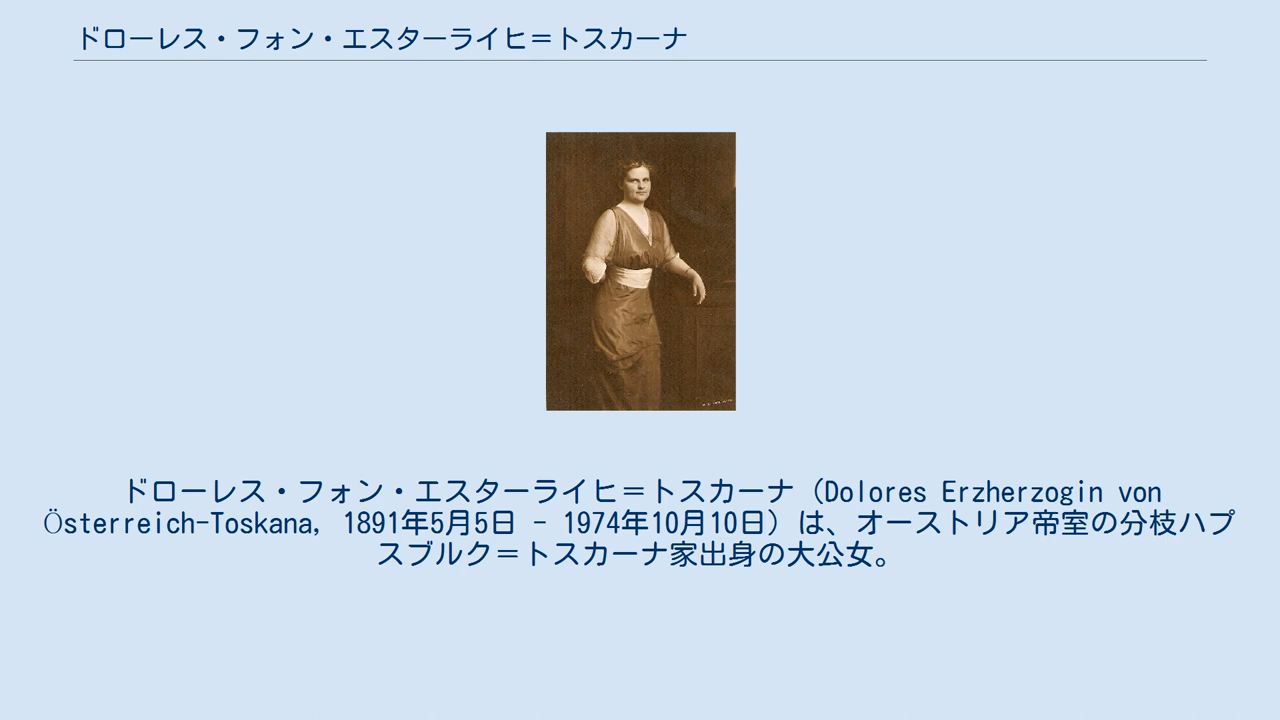 ドローレス・フォン・エスターライヒ＝トスカーナ
ドローレス・フォン・エスターライヒ＝トスカーナ（Dolores Erzherzogin von
Österreich-Toskana, 1891年5月5日 - 1974年10月10日）は、オーストリア帝室の分枝ハプ
スブルク＝トスカーナ家出身の大公女。